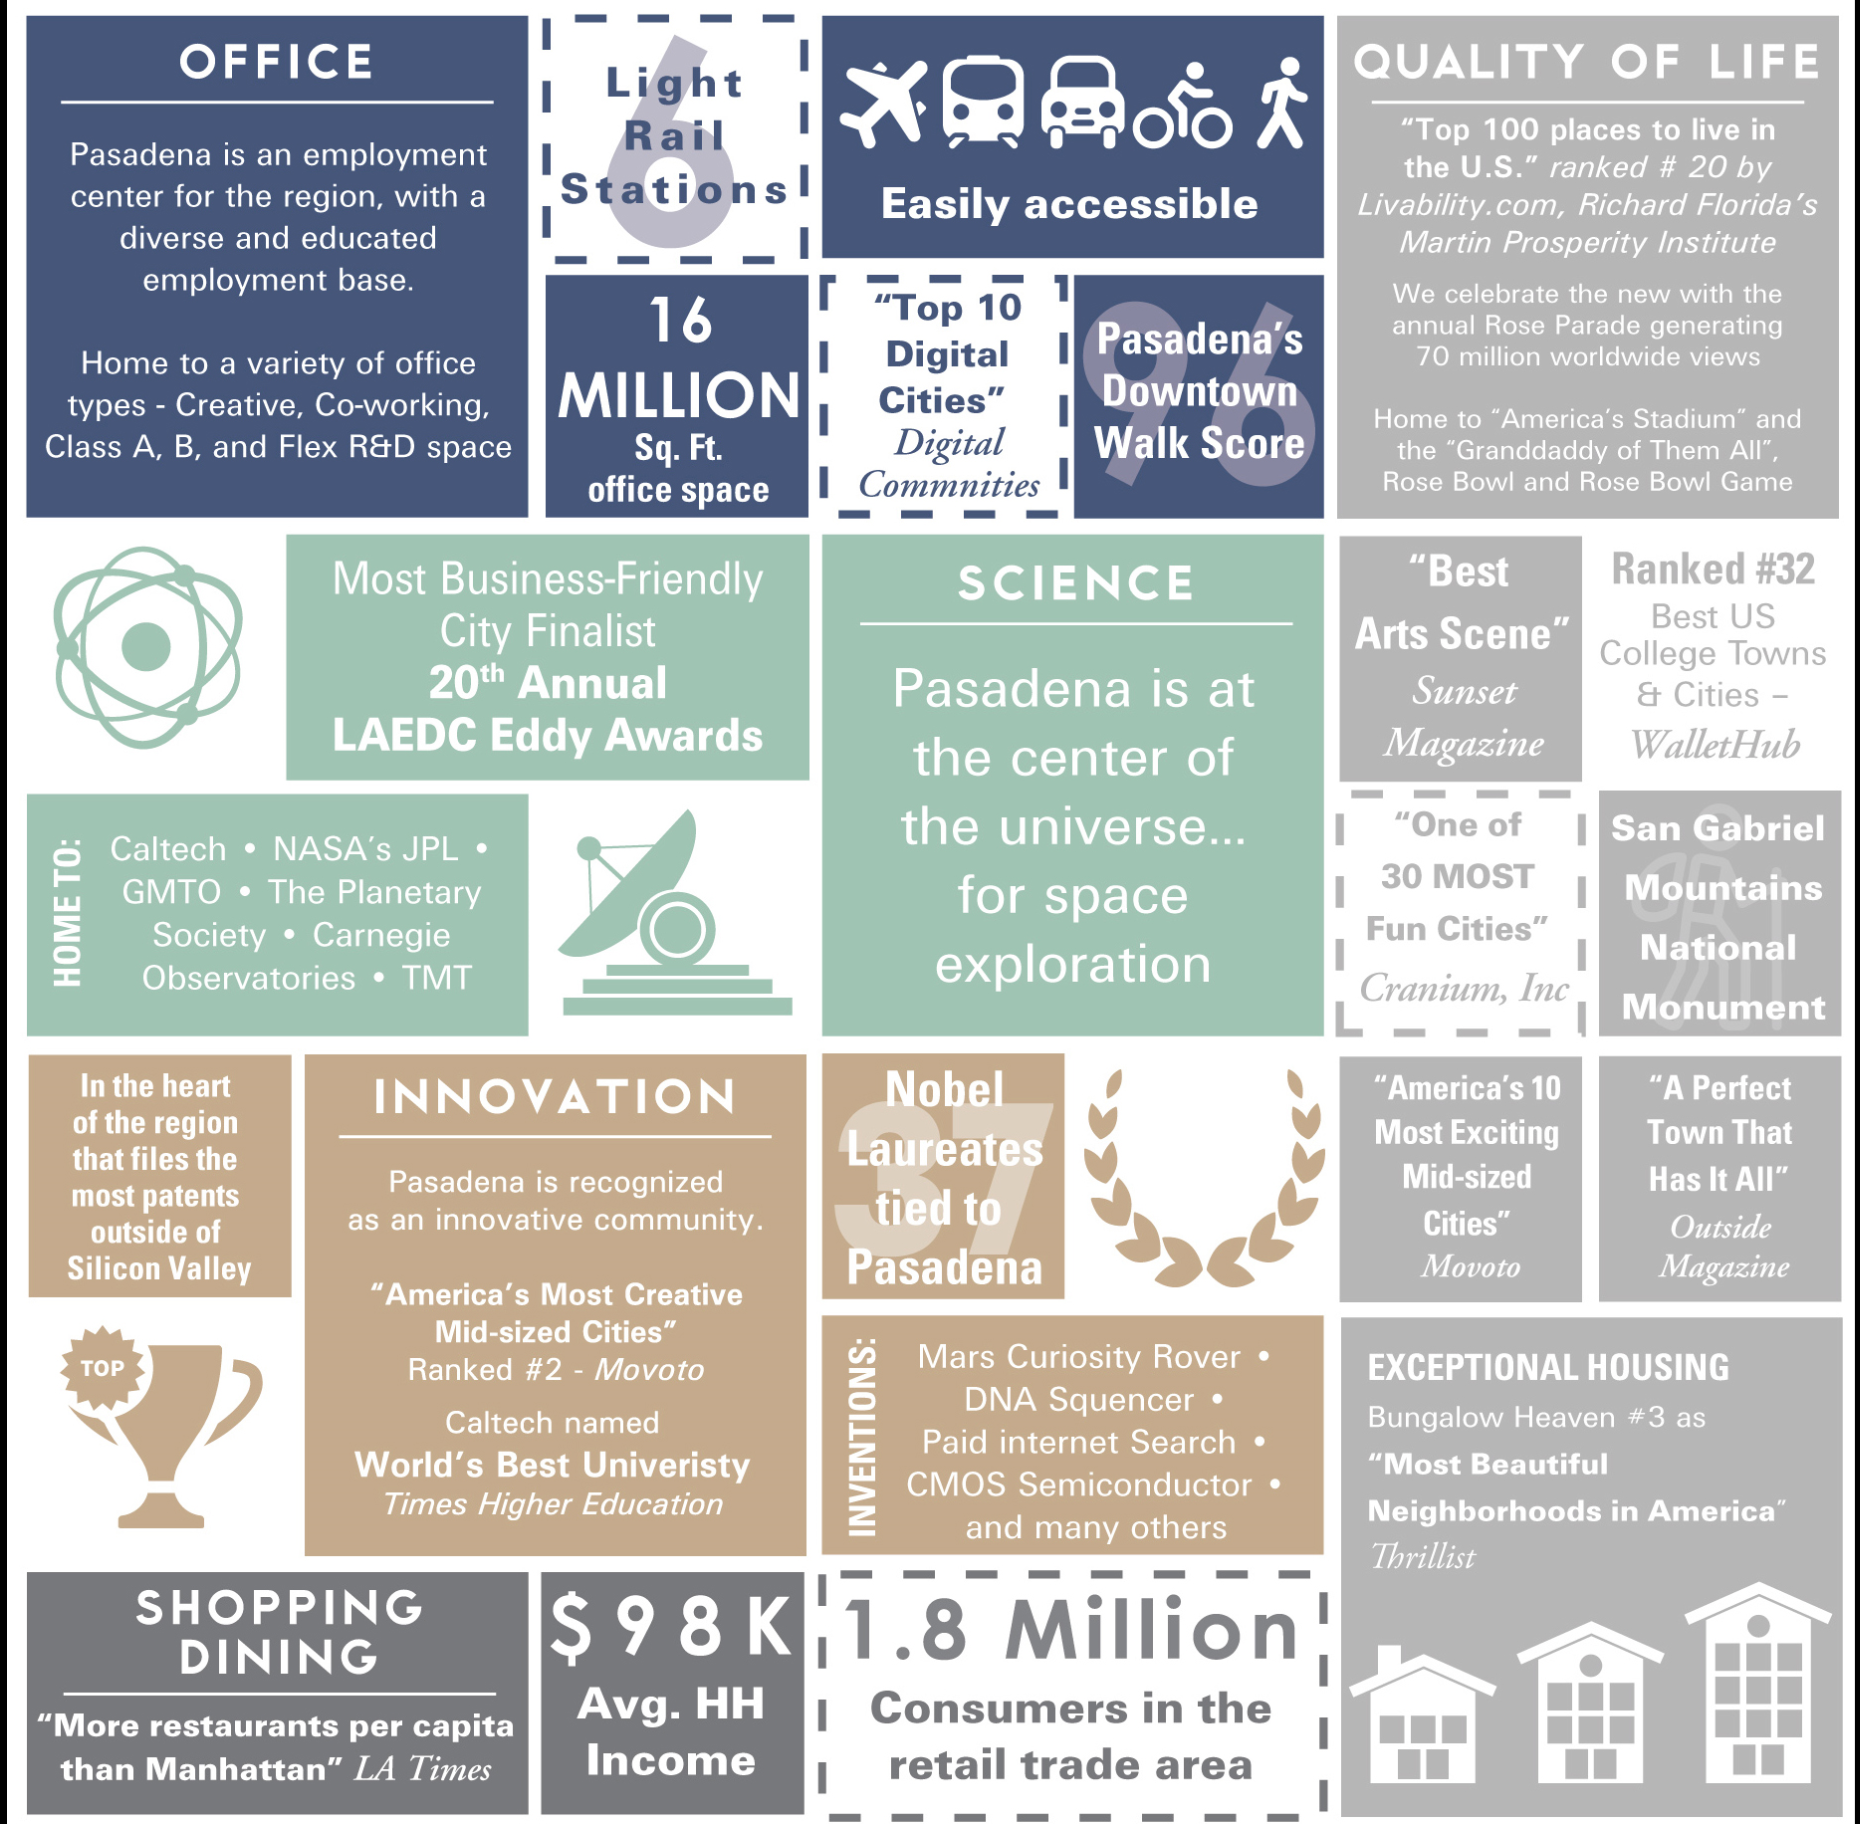 OFFICE
Pasadena is an employment
center for the region, with a
diverse and educated
employment base.
Home to a variety of office
types - Creative, Co-working,
Class A, B, and Flex R&D space
6
Light
Rail
Stations
Easily accessible
16
MILLION
Sq. Ft.
office space
“Top 10
Digital
Cities”
Digital
Commnities
96
Pasadena’s
Downtown
Walk Score
QUALITY OF LIFE
“Top 100 places to live in
the U.S.” ranked # 20 by
Livability.com, Richard Florida’s
Martin Prosperity Institute
We celebrate the new with the
annual Rose Parade generating
70 million worldwide views
Home to “America’s Stadium” and
the “Granddaddy of Them All”,
Rose Bowl and Rose Bowl Game
Most Business-Friendly
City Finalist
20th Annual
LAEDC Eddy Awards
HOME TO:
Caltech • NASA’s JPL •
GMTO • The Planetary
Society • Carnegie
Observatories • TMT
SCIENCE
Pasadena is at
the center of
the universe...
for space
exploration
“Best
Arts Scene”
Sunset
Magazine
Ranked #32
Best US
College Towns
& Cities –
WalletHub
“One of
30 MOST
Fun Cities”
Cranium, Inc
San Gabriel
Mountains
National
Monument
In the heart
of the region
that files the
most patents
outside of
Silicon Valley
TOP
INNOVATION
Pasadena is recognized
as an innovative community.
“America’s Most Creative
Mid-sized Cities”
Ranked #2 - Movoto
Caltech named
World’s Best Univeristy
Times Higher Education
37
Nobel
Laureates
tied to
Pasadena
INVENTIONS:
Mars Curiosity Rover •
DNA Squencer •
Paid internet Search •
CMOS Semiconductor •
and many others
“America’s 10
Most Exciting
Mid-sized
Cities”
Movoto
“A Perfect
Town That
Has It All”
Outside
Magazine
EXCEPTIONAL HOUSING
Bungalow Heaven #3 as
“Most Beautiful
Neighborhoods in America”
Thrillist
SHOPPING
DINING
“More restaurants per capita
than Manhattan” LA Times
$98K
Avg. HH
Income
1.8 Million
Consumers in the
retail trade area